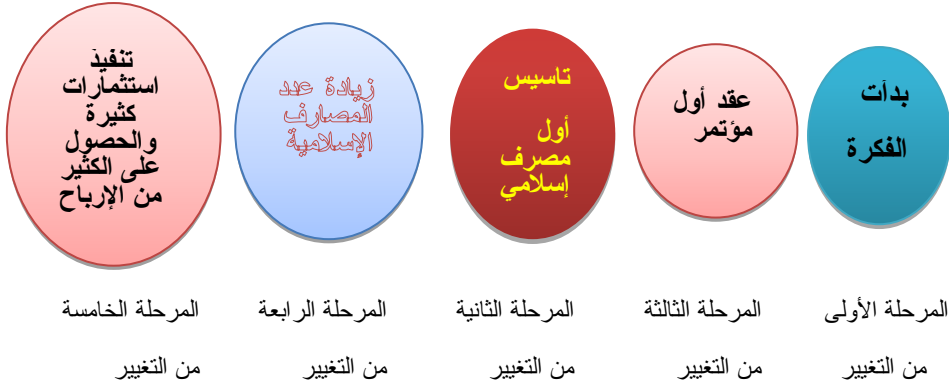 بدأت
الفكرة
عقد أول
مؤتمر
تاسيس
أول
مصرف
إسلامي
زيادة عدد
المصارف
الإسلامية
تنفيذ
استثمارات
كثيرة
والحصول
على الكثير
من الإرباح
المرحلة الأولى
من التغيير
المرحلة الثالثة
من التغيير
المرحلة الثانية
من التغيير
المرحلة الرابعة
من التغيير
المرحلة الخامسة
من التغيير